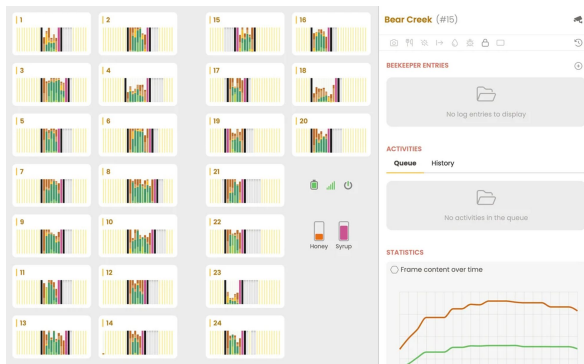 1
2
15
16
3
4
17
18
5
6
19
20
7
8
21
9
10
22
Honey Syrup
11
12
23
13
14
24
Bear Creek (#15)
BEEKEEPER ENTRIES
No log entries to display
ACTIVITIES
Queue History
No activities in the queue
STATISTICS
Frame content over time